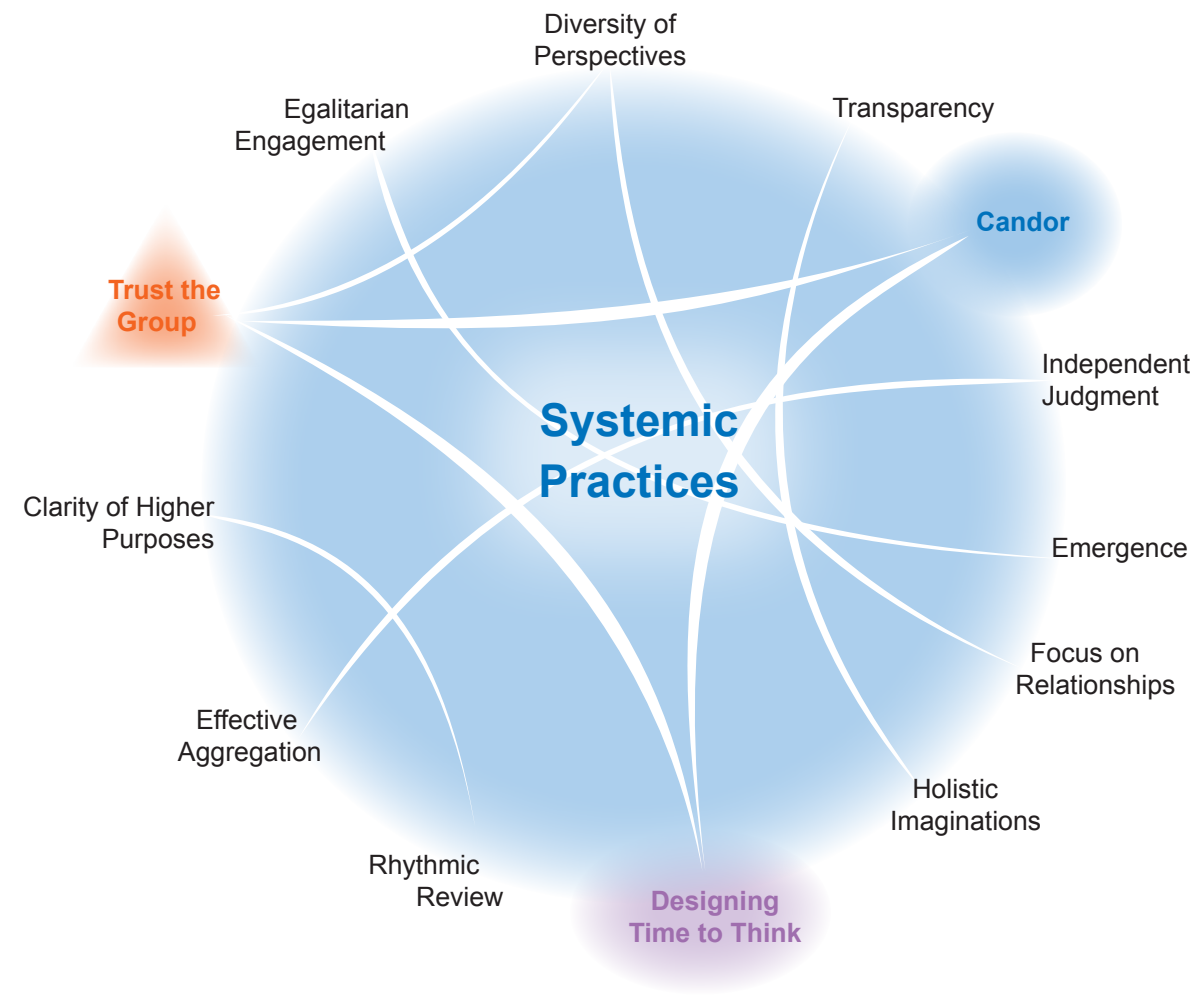 Diversity of
Perspectives
Egalitarian
Engagement
Transparency
Candor
Trust the
Group
Independent
Judgment
Systemic
Practices
Clarity of Higher
Purposes
Emergence
Focus on
Relationships
Effective
Aggregation
Holistic
Imaginations
Rhythmic
Review
Designing
Time to Think